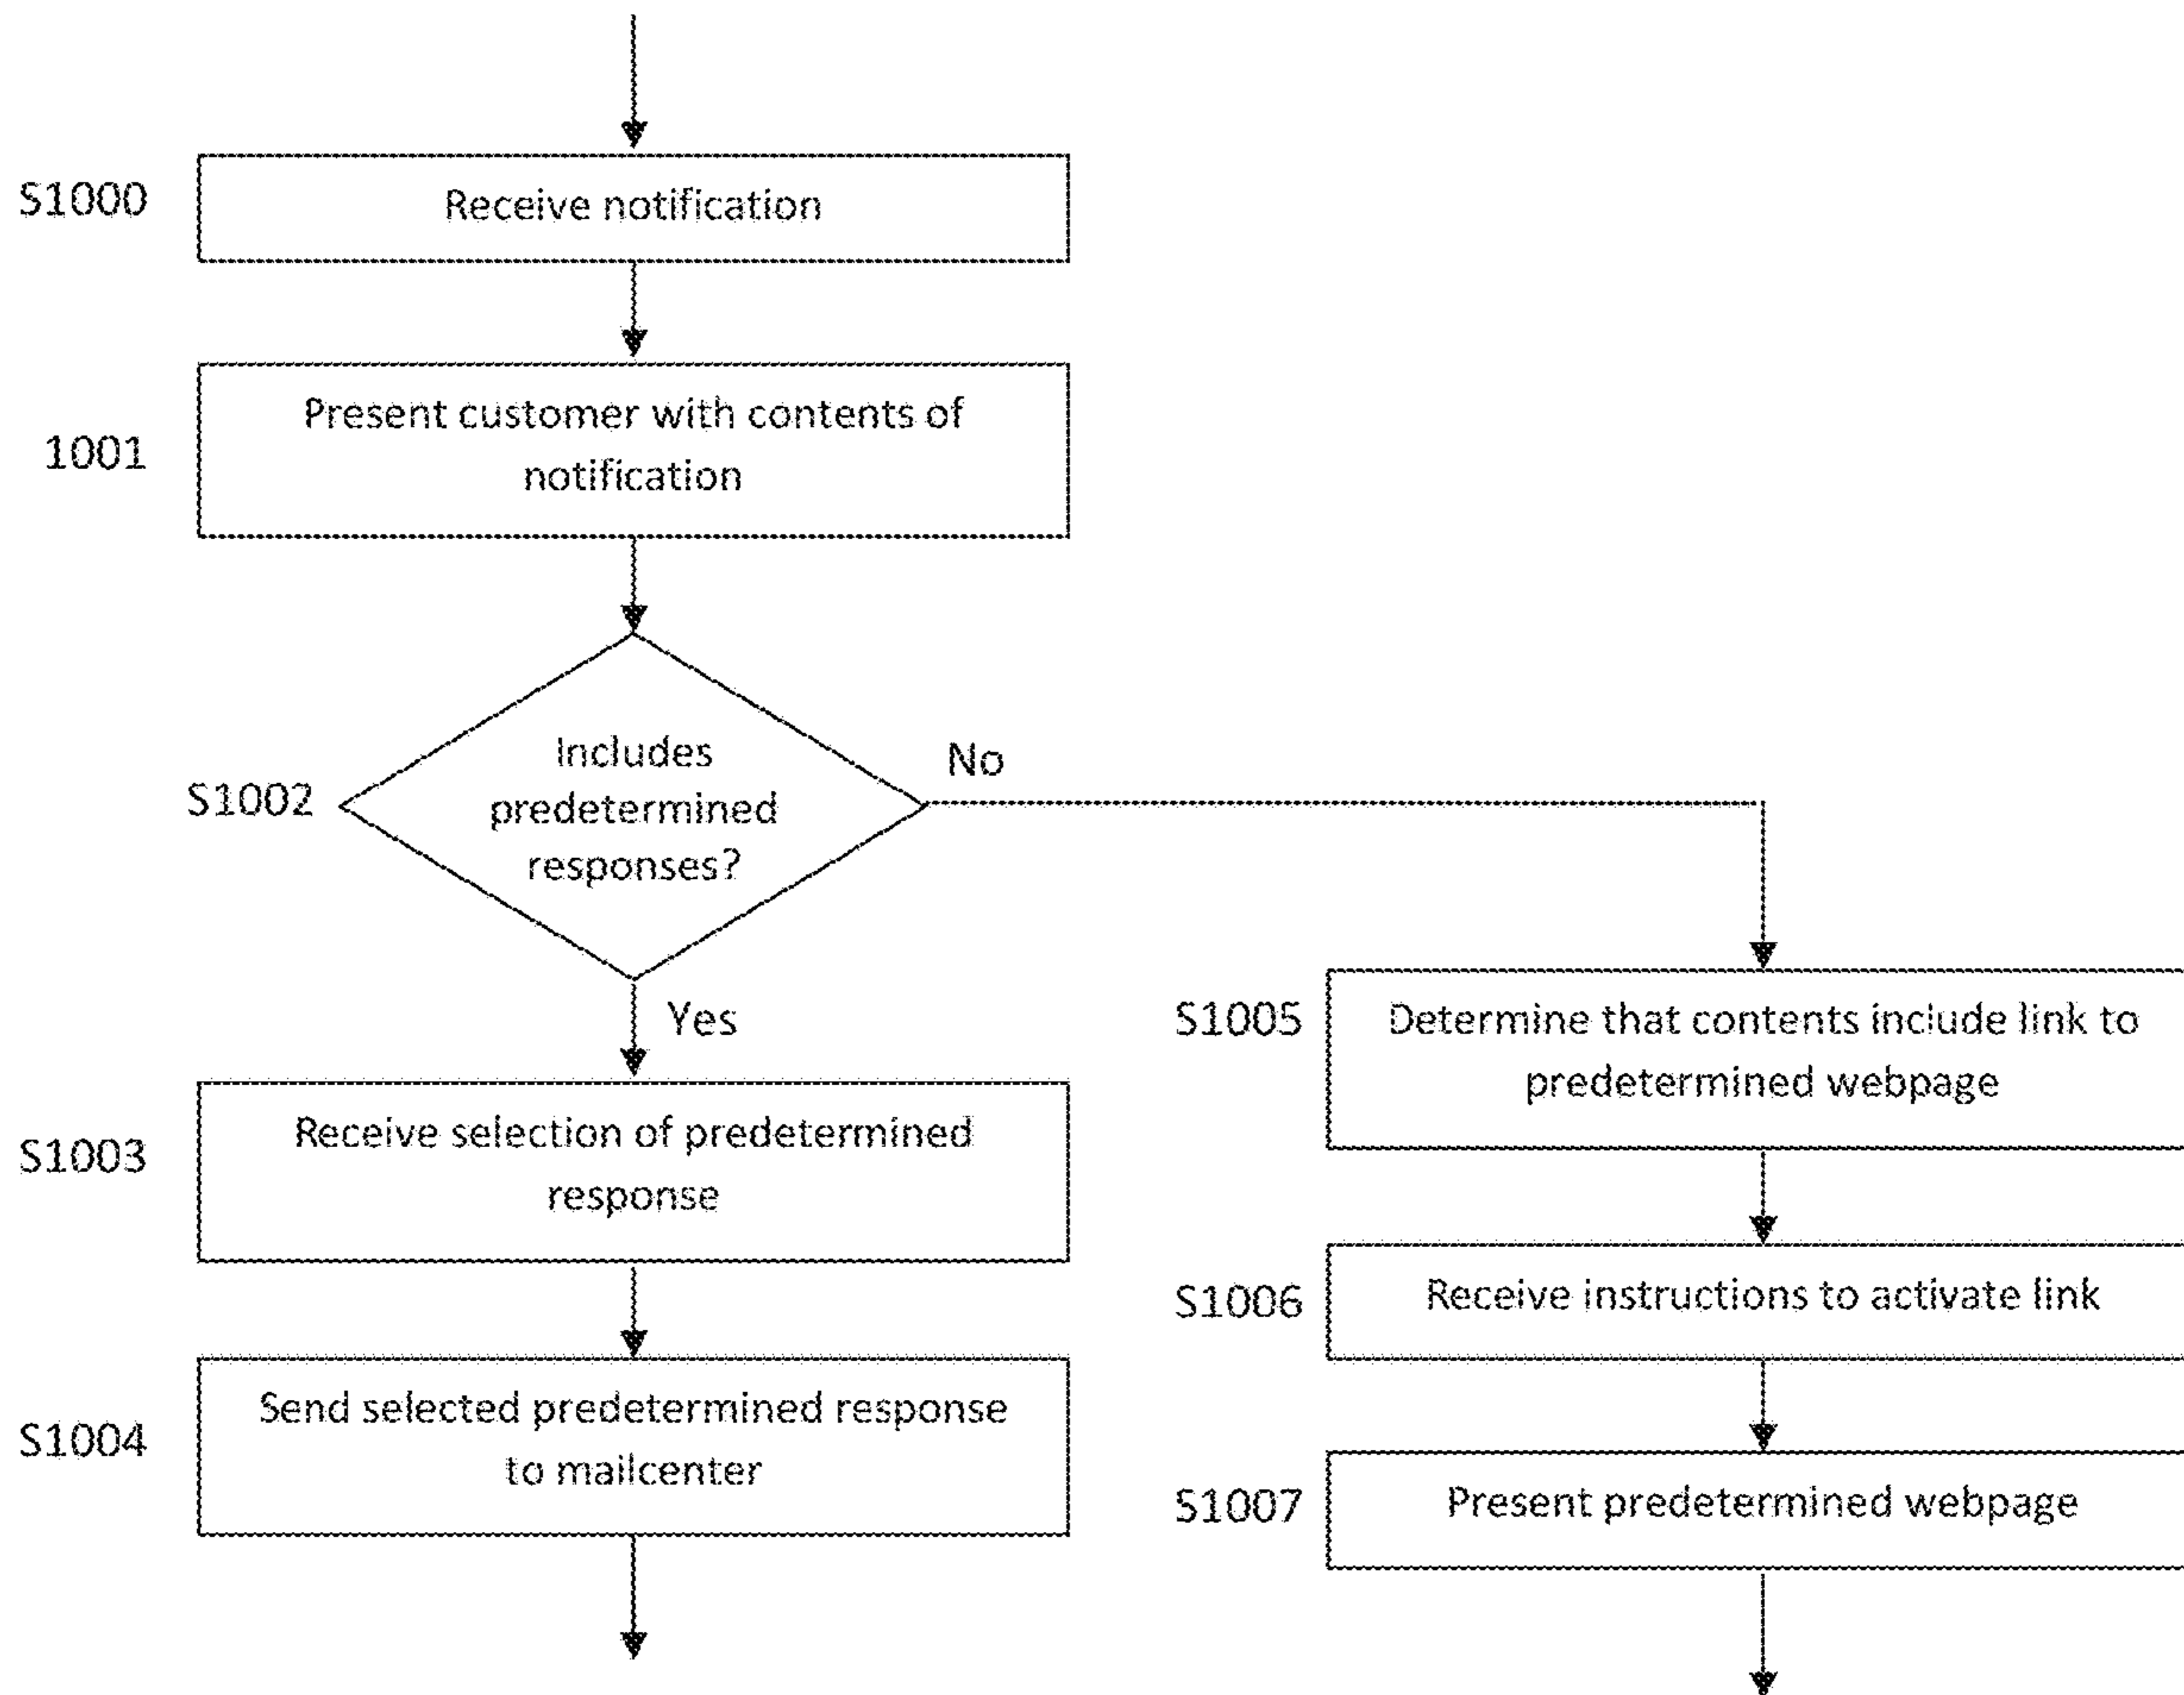 S1000
Receive notification
1001
Present customer with contents of
notification
S1002
Includes
predetermined
responses?
No
Yes
S1003
Receive selection of predetermined
response
S1004
Send selected predetermined response
to mailcenter
S1005
Determine that contents include link to
predetermined webpage
S1006
Receive instructions to activate link
S1007
Present predetermined webpage